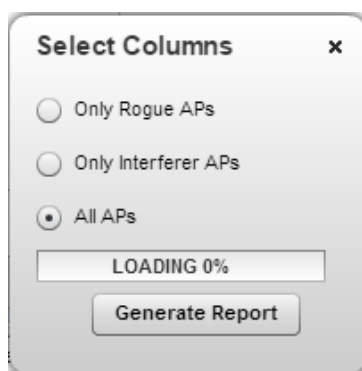 Select Columns
Only Rogue APs
Only Interferer APs
All APs
LOADING 0%
Generate Report